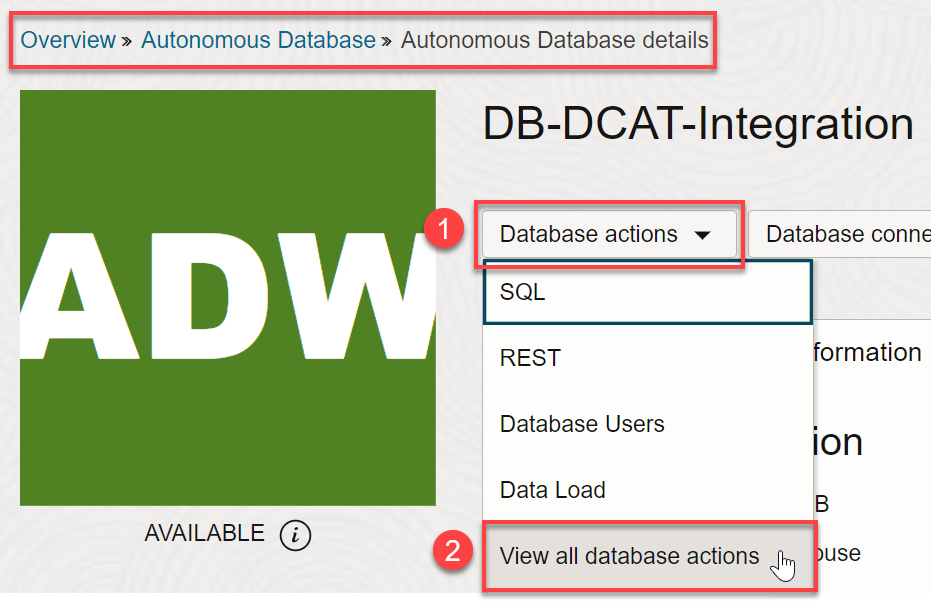 Overview » Autonomous Database » Autonomous Database details
ADW
AVAILABLE i
DB-DCAT-Integration
1
Database actions
Database conne
SQL
REST
Database Users
Data Load
2
View all database actions
formation
ion
B
ouse